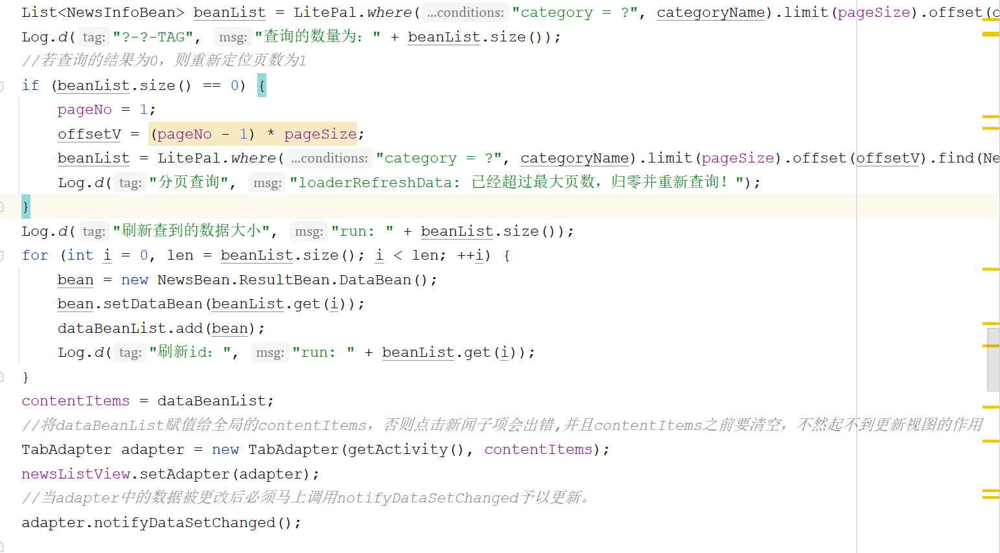 List<NewsInfoBean> beanList = LitePal.where( ...conditions: "category = ?", categoryName).limit(pageSize).offset(
Log.d( tag: "?-?-TAG", msg: "查询的数量为：" + beanList.size());
//若查询的结果为0，则重新定位页数为1
if (beanList.size() == 0) {
pageNo = 1;
offsetV = (pageNo - 1) * pageSize;
beanList = LitePal.where( ...conditions: "category = ?", categoryName).limit(pageSize).offset(offsetV).find(Ne
Log.d( tag: "分页查询", msg: "loaderRefreshData: 已经超过最大页数，归零并重新查询！");
}
Log.d( tag: "刷新查到的数据大小", msg: "run: " + beanList.size());
for (int i = 0, len = beanList.size(); i < len; ++i) {
bean = new NewsBean.ResultBean.DataBean();
bean.setDataBean(beanList.get(i));
dataBeanList.add(bean);
Log.d( tag: "刷新id：", msg: "run: " + beanList.get(i));
}
contentItems = dataBeanList;
//将dataBeanList赋值给全局的contentItems，否则点击新闻子项会出错,并且contentItems之前要清空，不然起不到更新视图的作用
TabAdapter adapter = new TabAdapter(getActivity(), contentItems);
newsListView.setAdapter(adapter);
//当adapter中的数据被更改后必须马上调用notifyDataSetChanged予以更新。
adapter.notifyDataSetChanged();